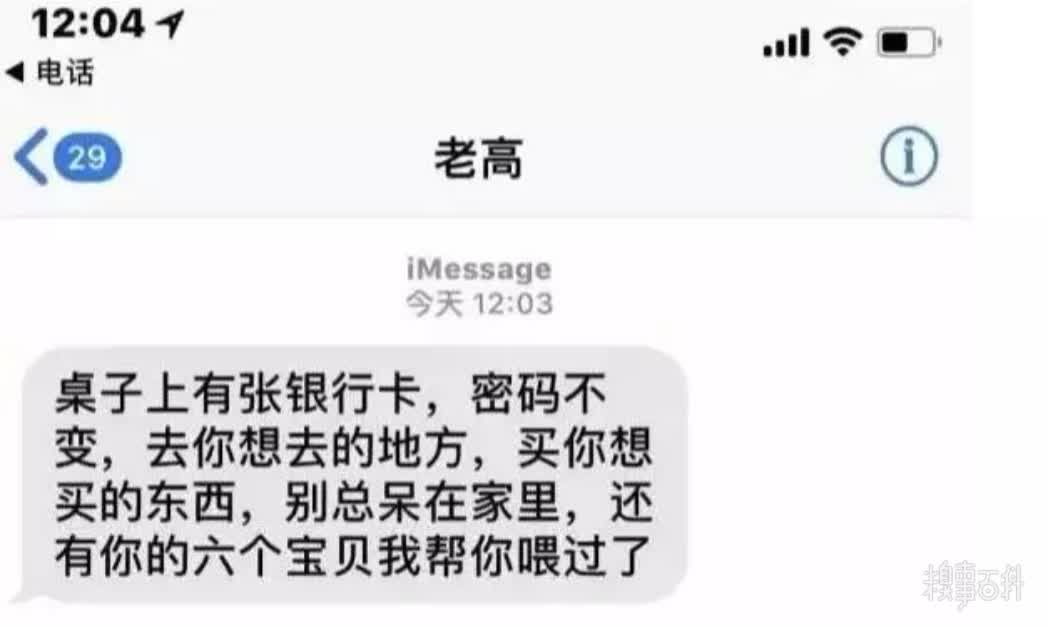 12:04
电话
29
老高
iMessage
今天 12:03
桌子上有张银行卡，密码不
变，去你想去的地方，买你想
买的东西，别总呆在家里，还
有你的六个宝贝我帮你喂过了
糗事百科